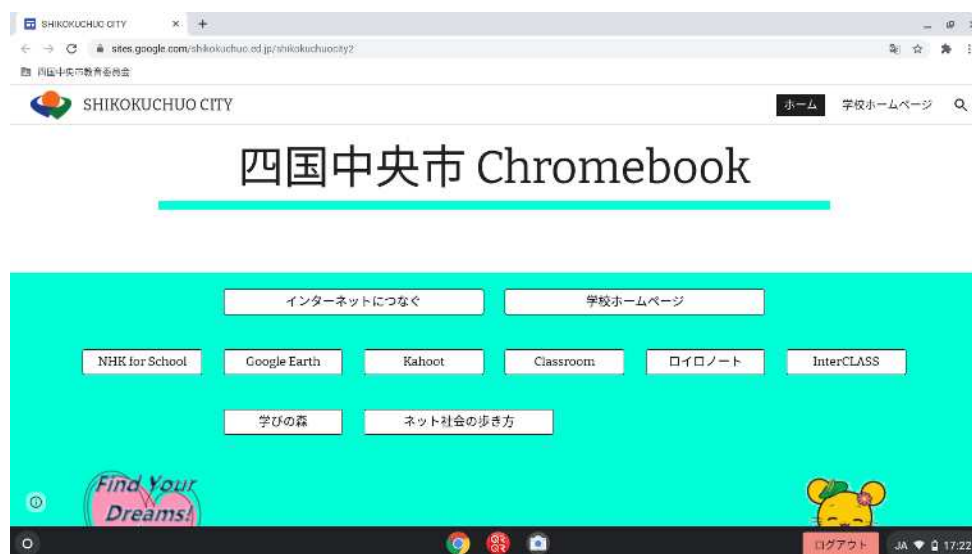 SHIKOKUCHUO CITY
sites.google.com/shikokuchuo.ed.jp/shikokuchuocity2
四国中央市教育委員会
SHIKOKUCHUO CITY
ホーム 学校ホームページ
四国中央市 Chromebook
インターネットにつなぐ 学校ホームページ
NHK for School Google Earth Kahoot Classroom ロイロノート InterCLASS
学びの森 ネット社会の歩き方
Find Your
Dreams!
QR
QR
ログアウト JA 17:22